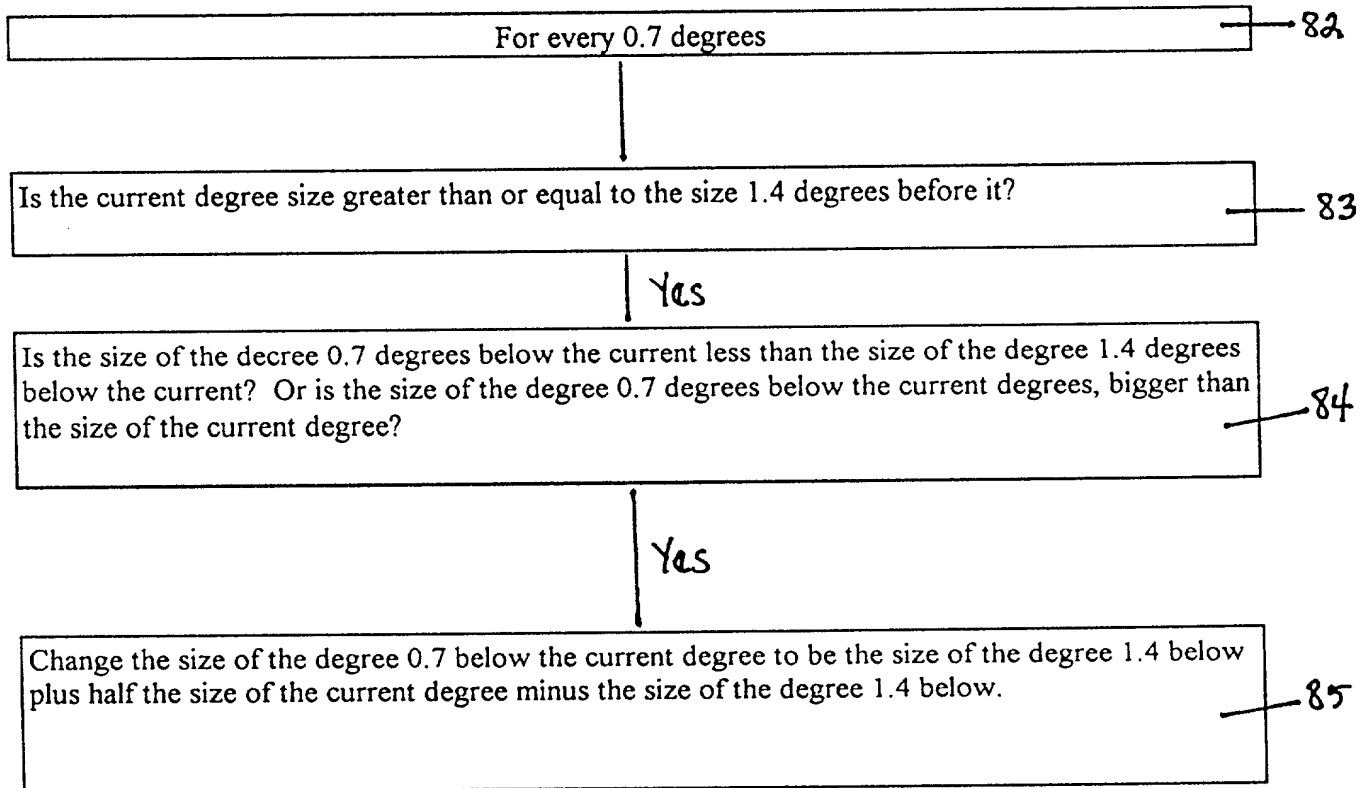 For every 0.7 degrees
82
Is the current degree size greater than or equal to the size 1.4 degrees before it?
83
Yes
Is the size of the decree 0.7 degrees below the current less than the size of the degree 1.4 degrees
below the current? Or is the size of the degree 0.7 degrees below the current degrees, bigger than
the size of the current degree?
84
Yes
Change the size of the degree 0.7 below the current degree to be the size of the degree 1.4 below
plus half the size of the current degree minus the size of the degree 1.4 below.
85